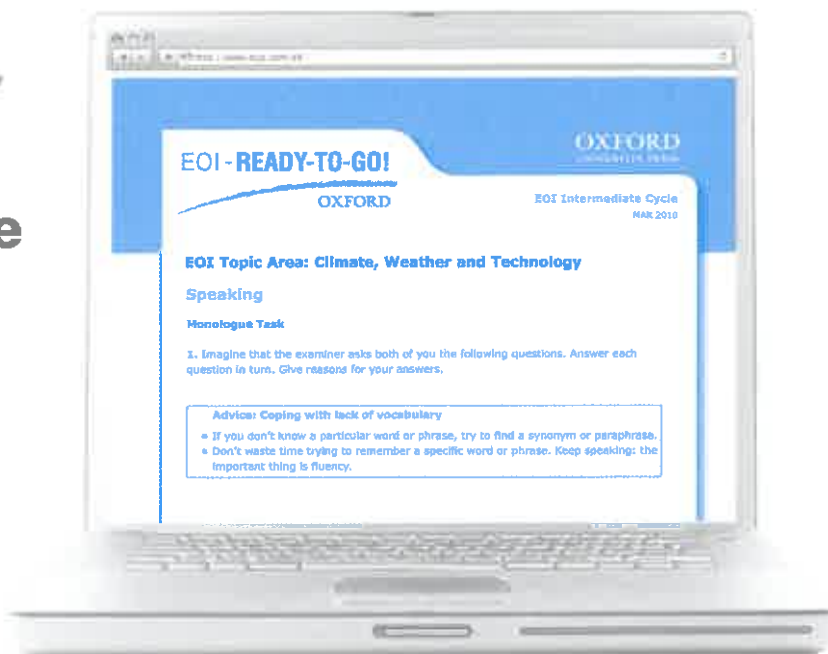 e
OXFORD
UNIVERSITY PRESS
EOI-READY-TO-GO!
OXFORD
EOI Intermediate Cycle
MAR 2010
EOI Topic Area: Climate, Weather and Technology
Speaking
Monologue Task
1. Imagine that the examiner asks both of you the following questions. Answer each
question in turn. Give reasons for your answers.
Advice: Coping with lack of vocabulary
• If you don't know a particular word or phrase, try to find a synonym or paraphrase.
• Don't waste time trying to remember a specific word or phrase. Keep speaking: the
important thing is fluency.